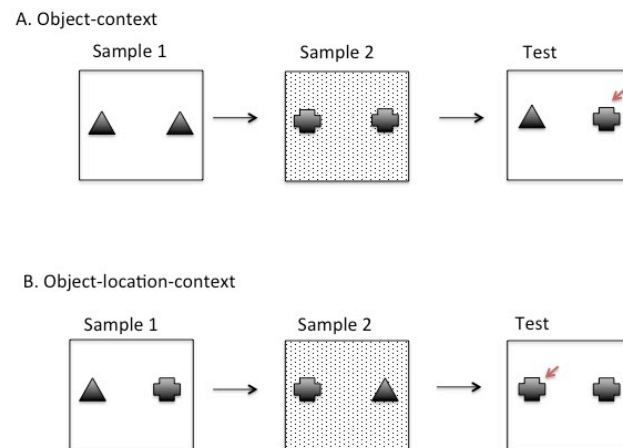 A. Object-context
Sample 1 Sample 2 Test
B. Object-location-context
Sample 1 Sample 2 Test